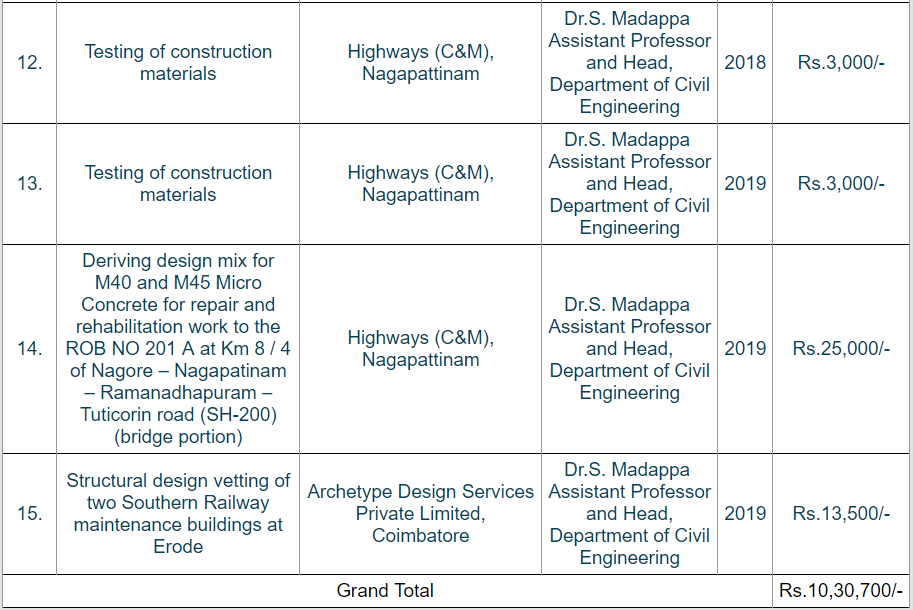 12.
Testing of construction
materials
Highways (C&M),
Nagapattinam
Dr.S. Madappa
Assistant Professor
and Head,
Department of Civil
Engineering
2018
Rs.3,000/-
13.
Testing of construction
materials
Highways (C&M),
Nagapattinam
Dr.S. Madappa
Assistant Professor
and Head,
Department of Civil
Engineering
2019
Rs.3,000/-
14.
Deriving design mix for
M40 and M45 Micro
Concrete for repair and
rehabilitation work to the
ROB NO 201 A at Km 8 / 4
of Nagore – Nagapatinam
– Ramanadhapuram –
Tuticorin road (SH-200)
(bridge portion)
Highways (C&M),
Nagapattinam
Dr.S. Madappa
Assistant Professor
and Head,
Department of Civil
Engineering
2019
Rs.25,000/-
15.
Structural design vetting of
two Southern Railway
maintenance buildings at
Erode
Archetype Design Services
Private Limited,
Coimbatore
Dr.S. Madappa
Assistant Professor
and Head,
Department of Civil
Engineering
2019
Rs.13,500/-
Grand Total
Rs.10,30,700/-